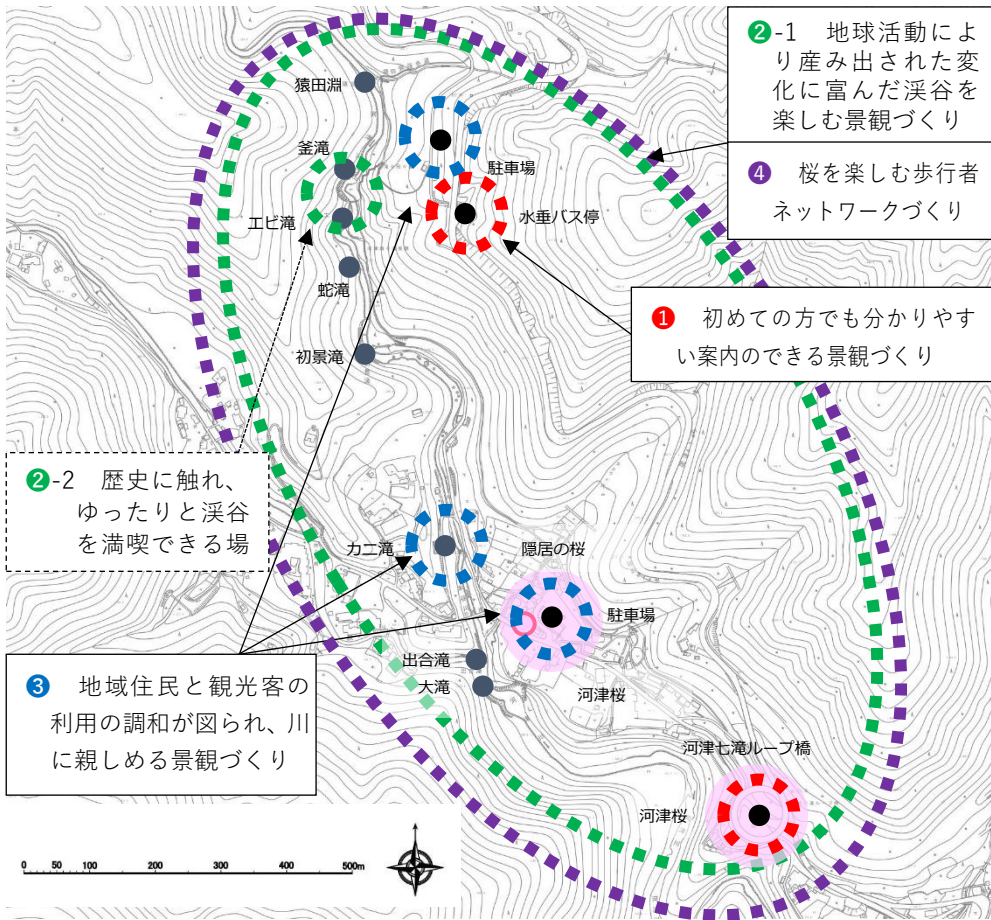 ❷-1　地球活動によ
り産み出された変
化に富んだ渓谷を
楽しむ景観づくり
❹　桜を楽しむ歩行者
ネットワークづくり
猿田淵
釜滝
駐車場
エビ滝
水垂バス停
蛇滝
❶　初めての方でも分かりやす
い案内のできる景観づくり
初景滝
❷-2　歴史に触れ、
ゆったりと渓谷
を満喫できる場
カニ滝
隠居の桜
駐車場
出合滝
❸　地域住民と観光客の
利用の調和が図られ、川
に親しめる景観づくり
大滝
河津桜
河津七滝ループ橋
河津桜
0 50 100 200 300 400 500m